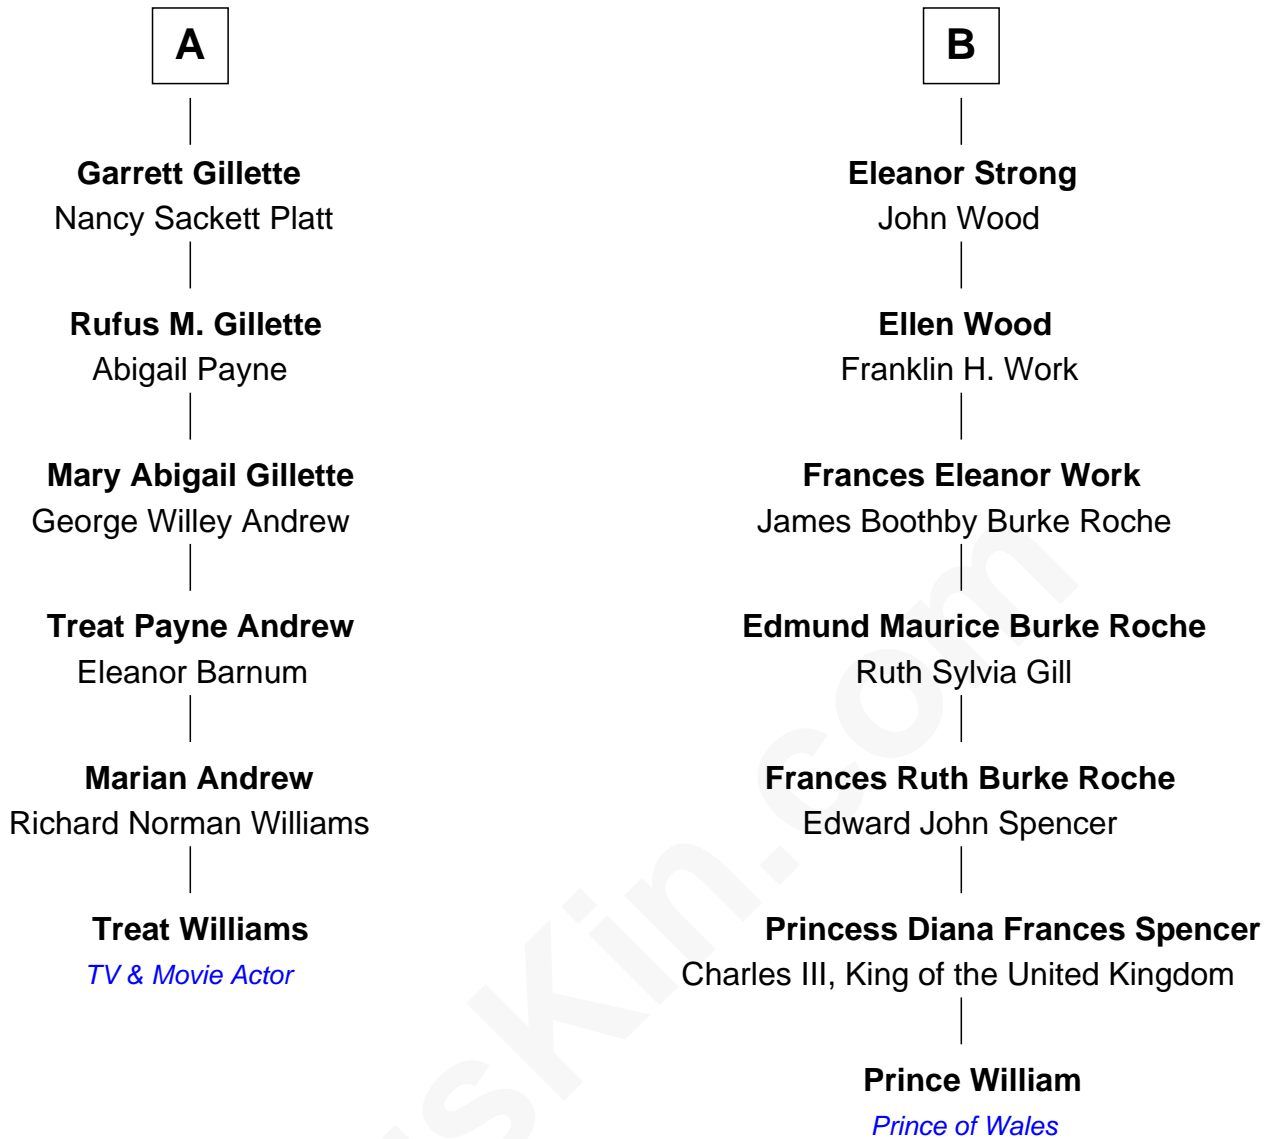 A
Garrett Gillette
Nancy Sackett Platt
Rufus M. Gillette
Abigail Payne
Mary Abigail Gillette
George Willey Andrew
Treat Payne Andrew
Eleanor Barnum
Marian Andrew
Richard Norman Williams
Treat Williams
TV & Movie Actor
B
Eleanor Strong
John Wood
Ellen Wood
Franklin H. Work
Frances Eleanor Work
James Boothby Burke Roche
Edmund Maurice Burke Roche
Ruth Sylvia Gill
Frances Ruth Burke Roche
Edward John Spencer
Princess Diana Frances Spencer
Charles III, King of the United Kingdom
Prince William
Prince of Wales